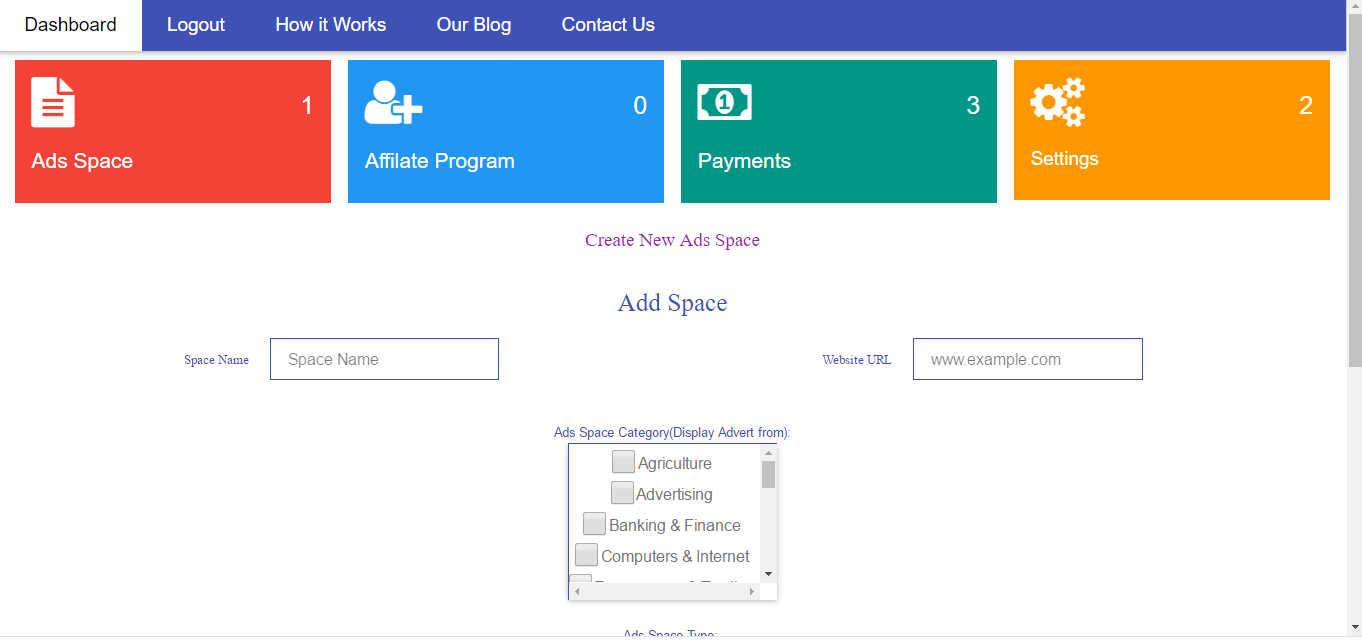 Dashboard Logout How it Works Our Blog Contact Us
1 0 1 3 2
Ads Space Affilate Program Payments Settings
Create New Ads Space
Add Space
Space Name Space Name Website URL www.example.com
Ads Space Category(Display Advert from):
Agriculture
Advertising
Banking & Finance
Computers & Internet
Ads Space Type: